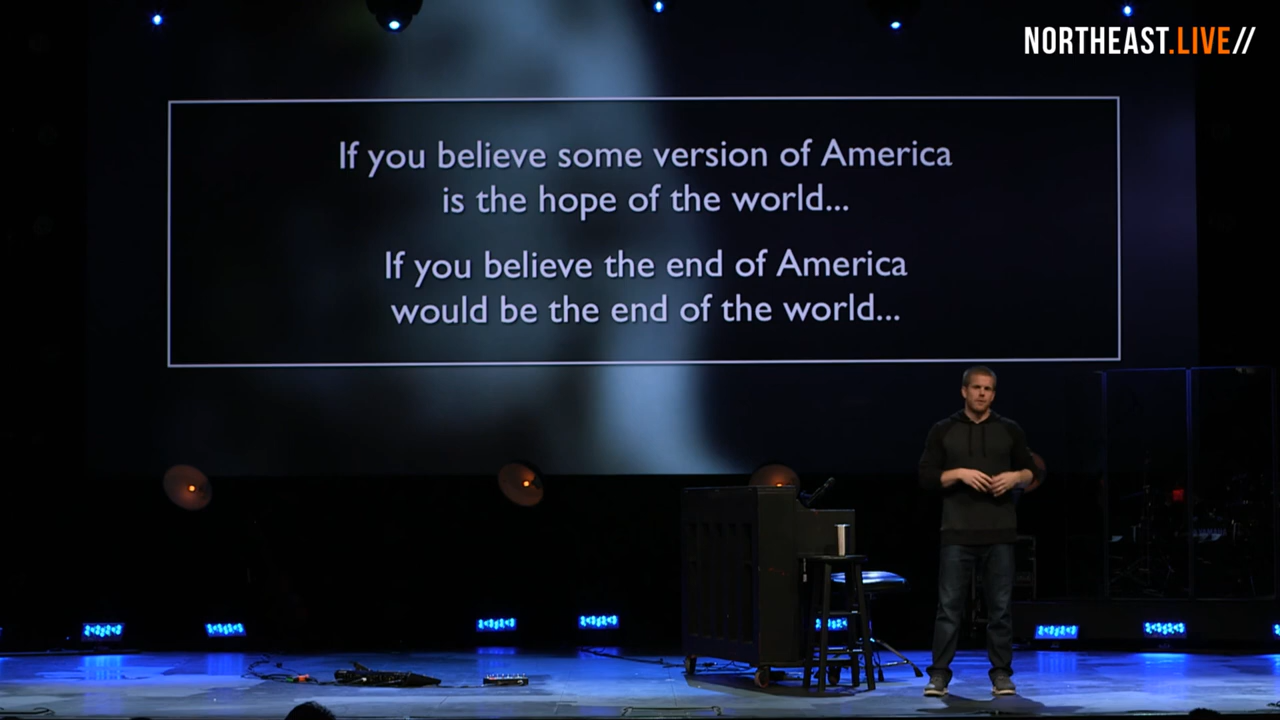 NORTHEAST.LIVE//
If you believe some version of America
is the hope of the world...
If you believe the end of America
would be the end of the world...